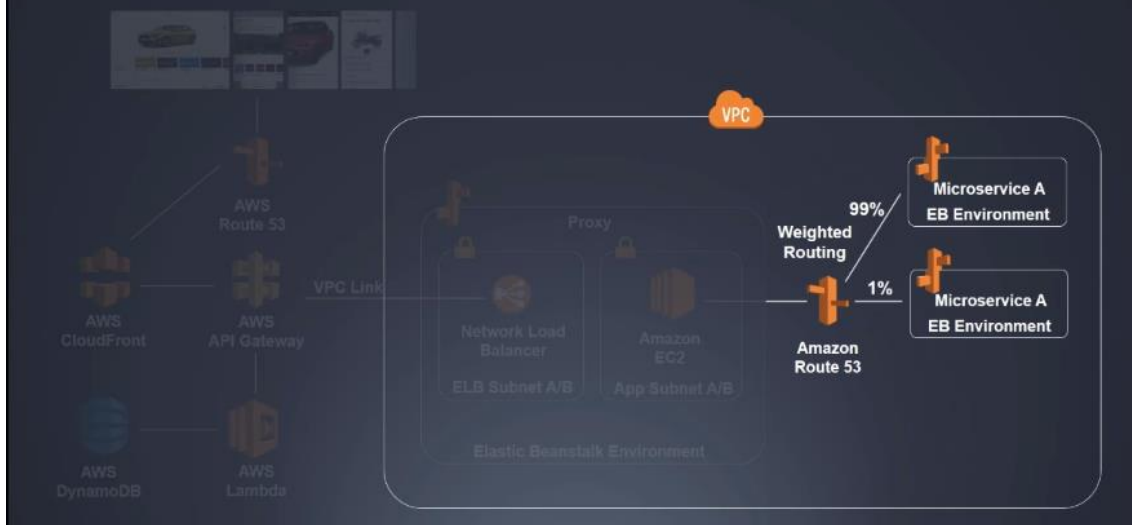 VPC
AWS
Route 53
Proxy
VPC Link
AWS
CloudFront
AWS
API Gateway
Network Load
Balancer
ELB Subnet A/B
Amazon
EC2
App Subnet A/B
Elastic Beanstalk Environment
AWS
DynamoDB
AWS
Lambda
Weighted
Routing
99%
1%
Amazon
Route 53
Microservice A
EB Environment
Microservice A
EB Environment